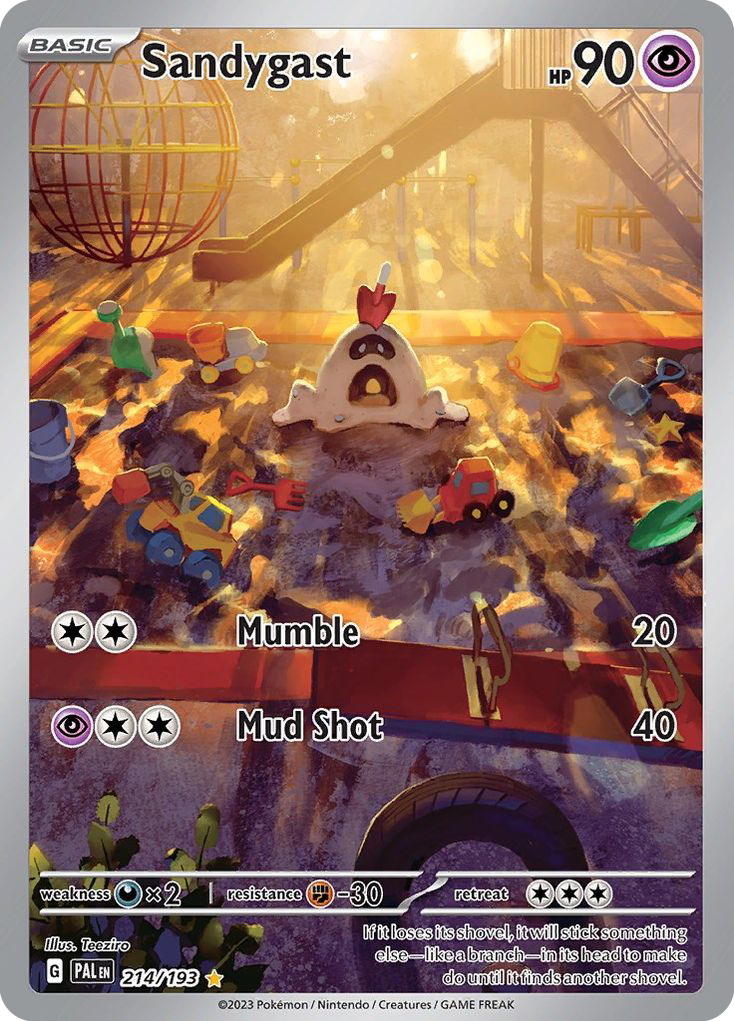 BASIC Sandygast HP 90
Mumble 20
Mud Shot 40
weakness ×2 resistance -30 retreat
If it loses its shovel, it will stick something
else—like a branch—in its head to make
do until it finds another shovel.
Illus. Teeziro
G PAL EN 214/193
©2023 Pokémon / Nintendo / Creatures / GAME FREAK